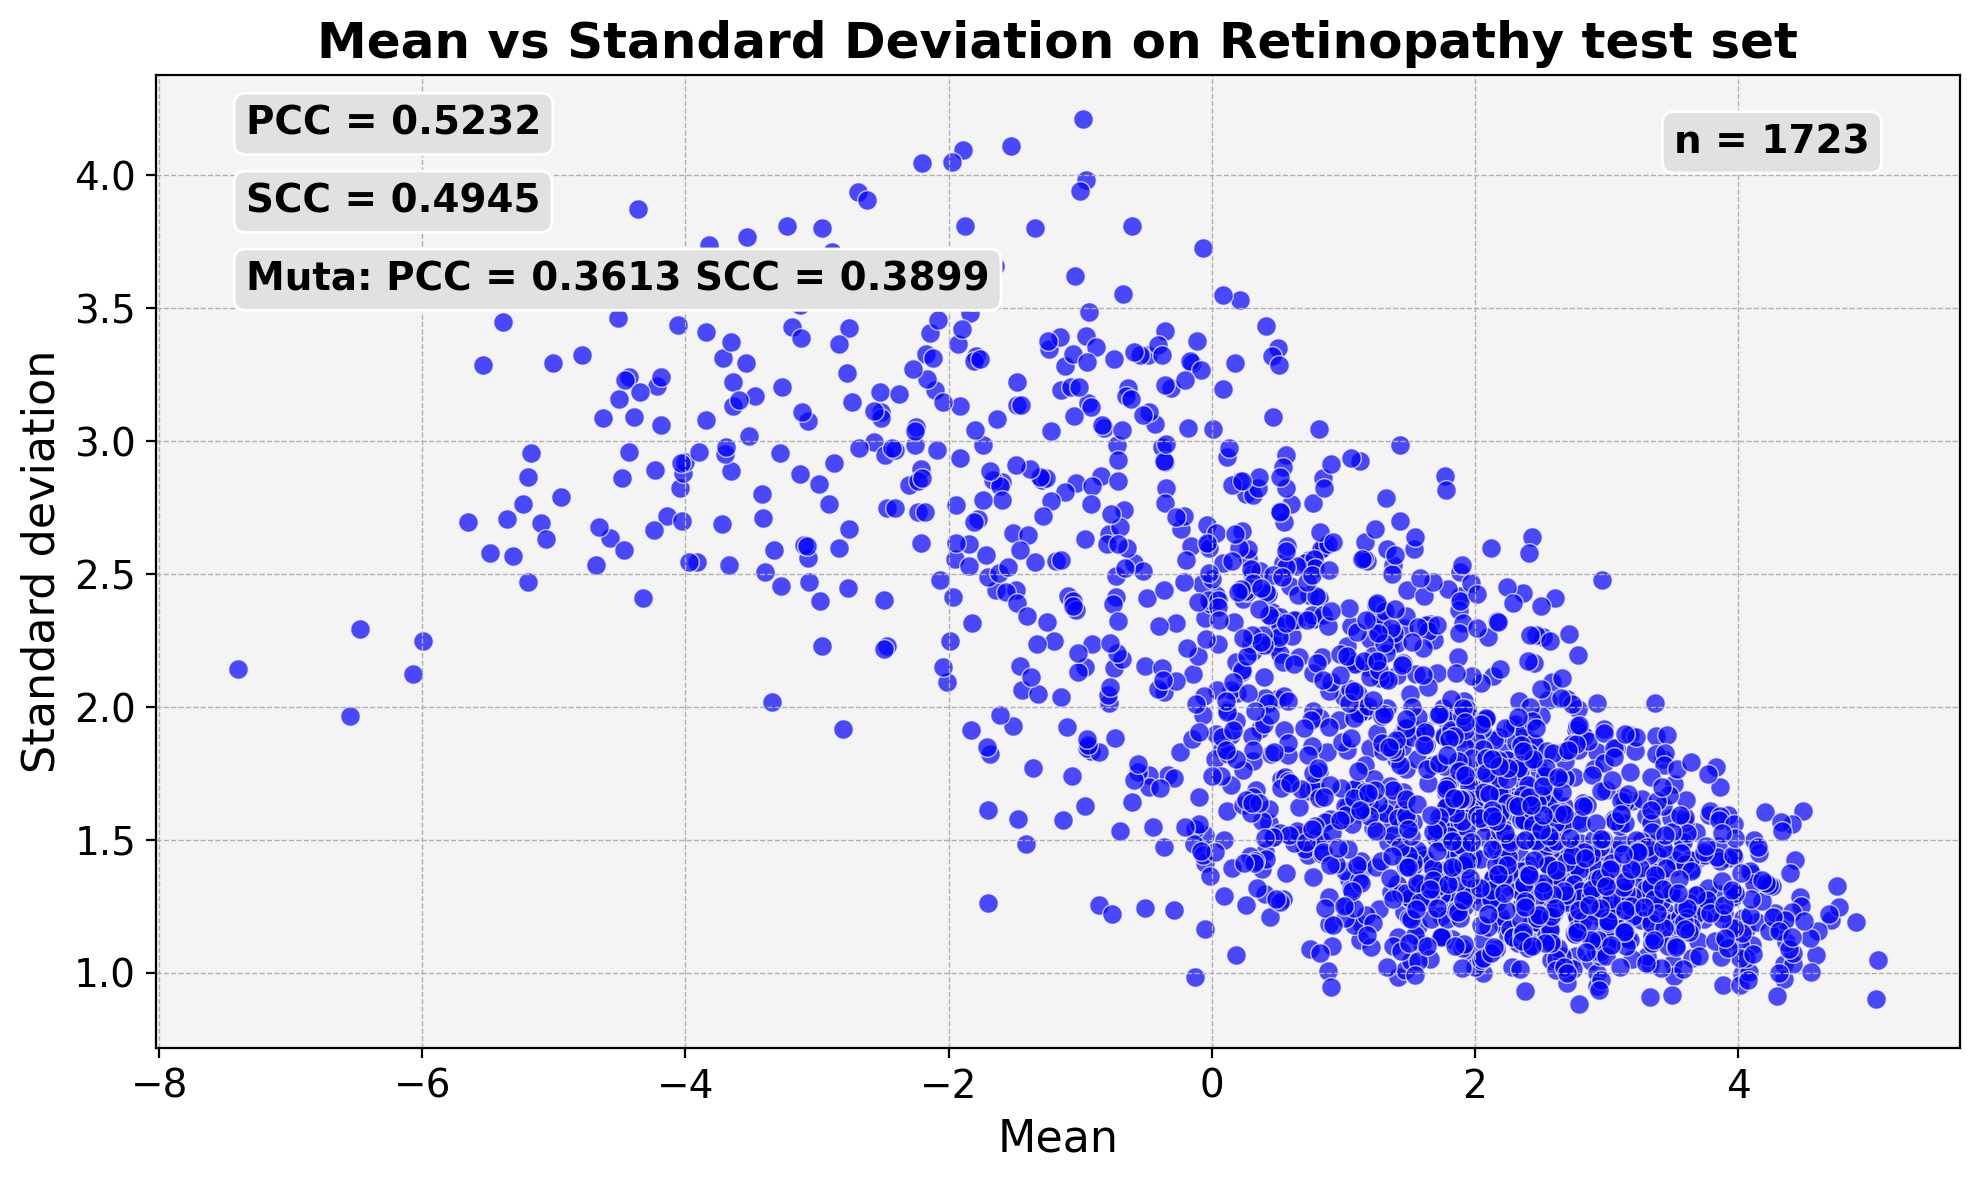 Mean vs Standard Deviation on Retinopathy test set
PCC = 0.5232
n = 1723
SCC = 0.4945
Muta: PCC = 0.3613 SCC = 0.3899
4.0
3.5
3.0
2.5
2.0
1.5
1.0
Standard deviation
−8 −6 −4 −2 0 2 4
Mean